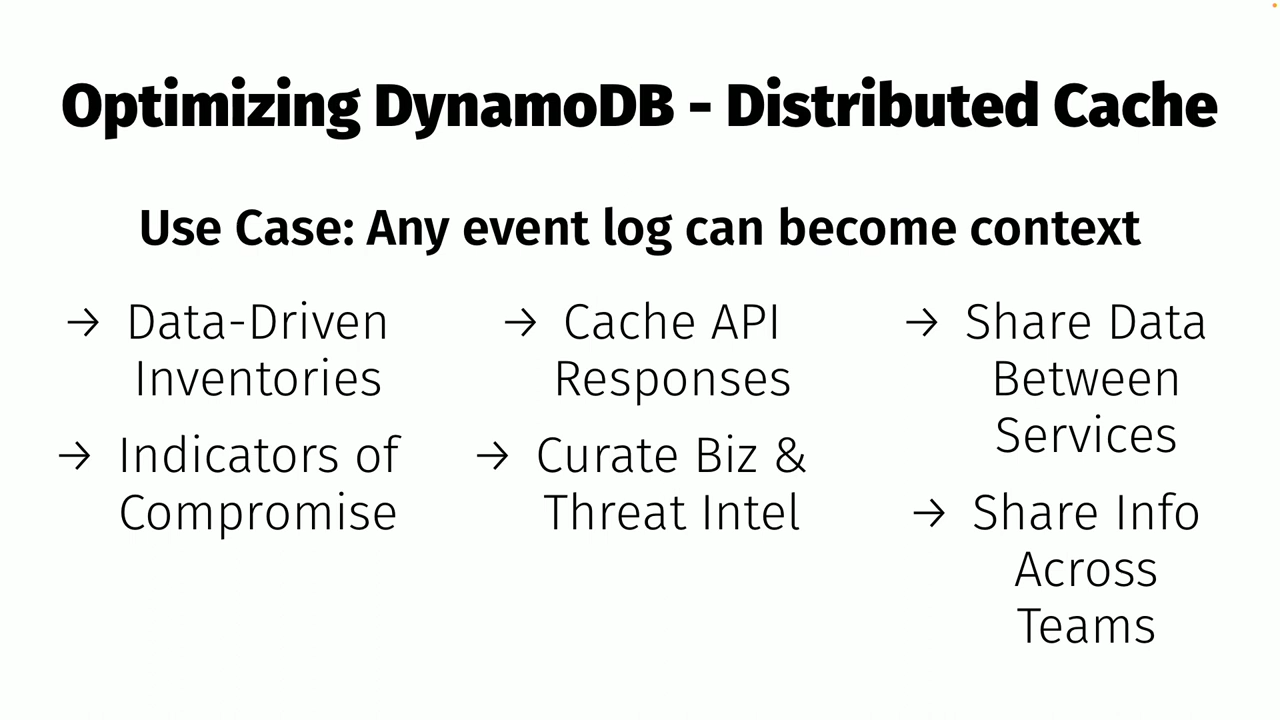 Optimizing DynamoDB - Distributed Cache
Use Case: Any event log can become context
→ Data-Driven
Inventories
→ Indicators of
Compromise
→ Cache API
Responses
→ Curate Biz &
Threat Intel
→ Share Data
Between
Services
→ Share Info
Across
Teams